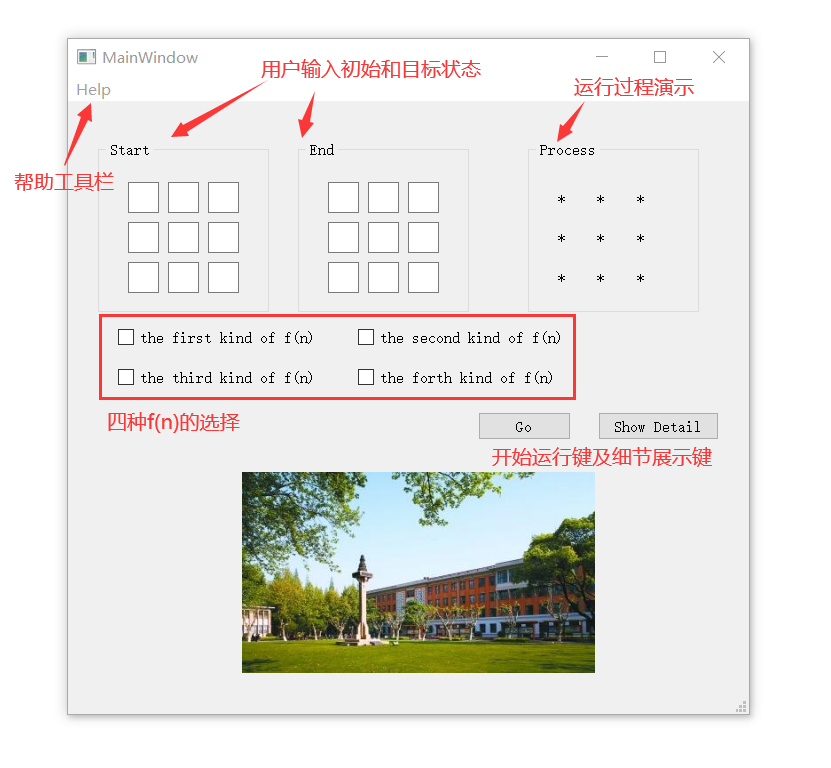 MainWindow
用户输入初始和目标状态
Help
运行过程演示
Start
End
Process
帮助工具栏
* * *
* * *
* * *
the first kind of f(n)
the second kind of f(n)
the third kind of f(n)
the forth kind of f(n)
四种f(n)的选择
Go
Show Detail
开始运行键及细节展示键